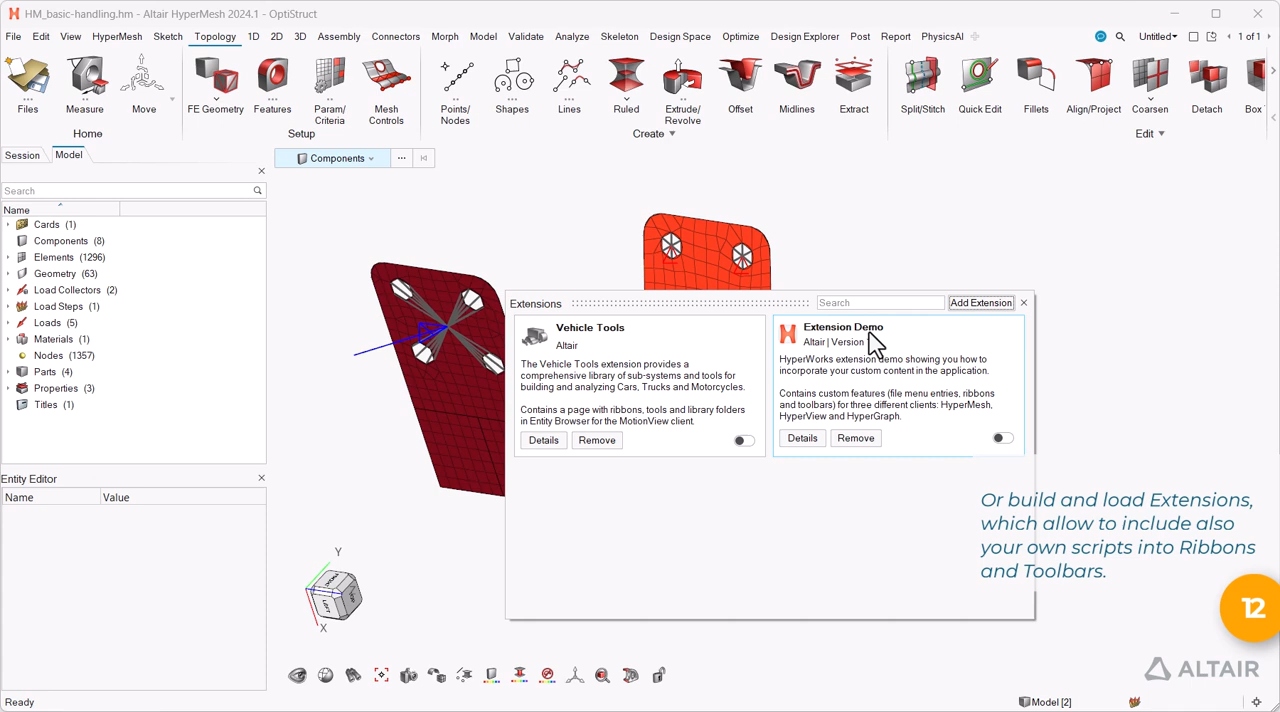 HM_basic-handling.hm - Altair HyperMesh 2024.1 - OptiStruct
File Edit View HyperMesh Sketch Topology 1D 2D 3D Assembly Connectors Morph Model Validate Analyze Skeleton Design Space Optimize Design Explorer Post Report PhysicsAI Untitled 1 of 1
Files Measure Move FE Geometry Features Param/ Criteria Mesh Controls Points/ Nodes Shapes Lines Ruled Extrude/ Revolve Offset Midlines Extract Split/Stitch Quick Edit Fillets Align/Project Coarsen Detach Box
Home Setup Create Edit
Session Model
Components
Search
Name
Cards (1)
Components (8)
Elements (1296)
Geometry (63)
Load Collectors (2)
Load Steps (1)
Loads (5)
Materials (1)
Nodes (1357)
Parts (4)
Properties (3)
Titles (1)
Entity Editor
Name Value
Extensions Search Add Extension
Vehicle Tools
Altair
The Vehicle Tools extension provides a
comprehensive library of sub-systems and tools for
building and analyzing Cars, Trucks and Motorcycles.
Contains a page with ribbons, tools and library folders
in Entity Browser for the MotionView client.
Details Remove
Extension Demo
Altair | Version
HyperWorks extension demo showing you how to
incorporate your custom content in the application.
Contains custom features (file menu entries, ribbons
and toolbars) for three different clients: HyperMesh,
HyperView and HyperGraph.
Details Remove
Or build and load Extensions,
which allow to include also
your own scripts into Ribbons
and Toolbars.
12
Y
LEFT
X
ALTAIR
Ready
Model [2]